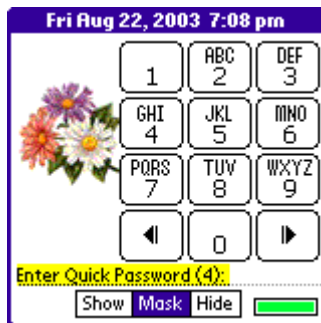 Fri Aug 22, 2003 7:08 pm
1 ABC 2 DEF 3
GHI 4 JKL 5 MNO 6
PQRS 7 TUV 8 WXYZ 9
0
Enter Quick Password (4):
Show Mask Hide